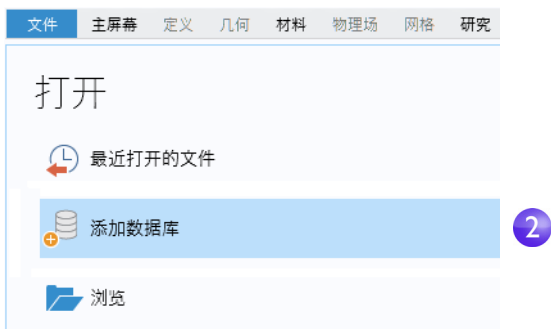 文件 主屏幕 定义 几何 材料 物理场 网格 研究
打开
最近打开的文件
添加数据库
2
浏览